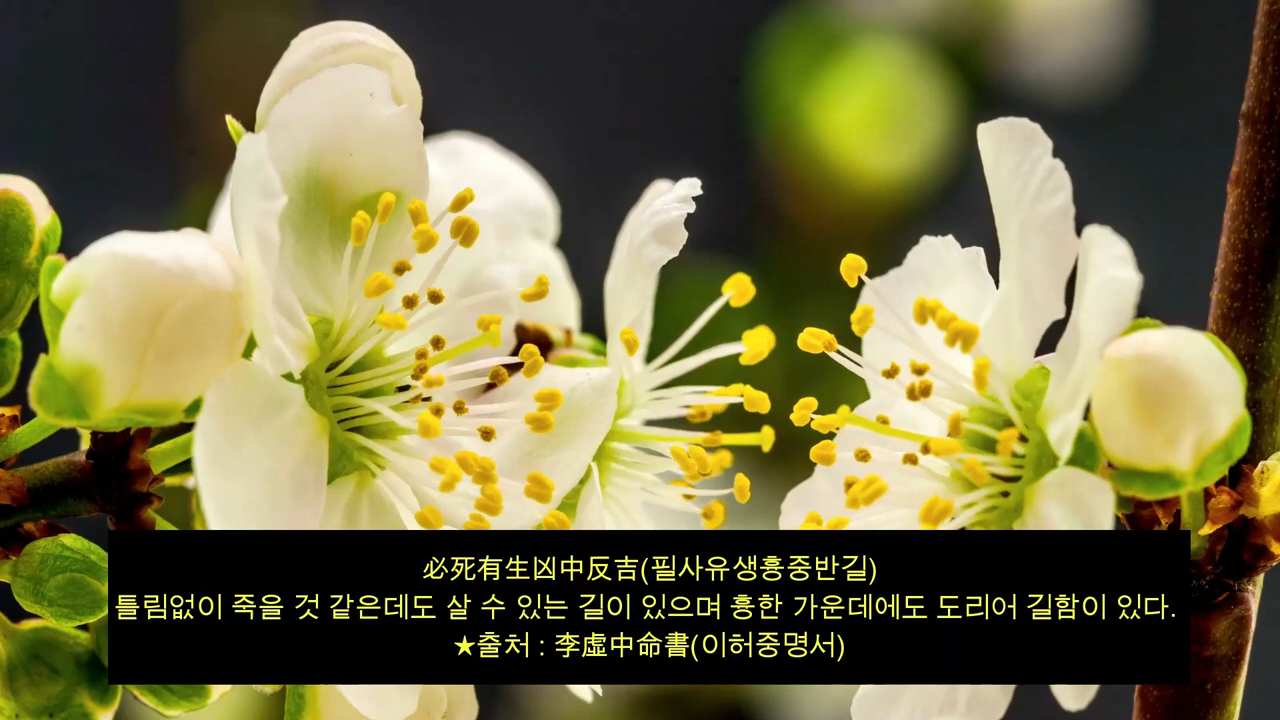 必死有生凶中反吉(필사유생흉중반길)
틀림없이 죽을 것 같은데도 살 수 있는 길이 있으며 흉한 가운데에도 도리어 길함이 있다.
★출처 : 李虛中命書(이허중명서)